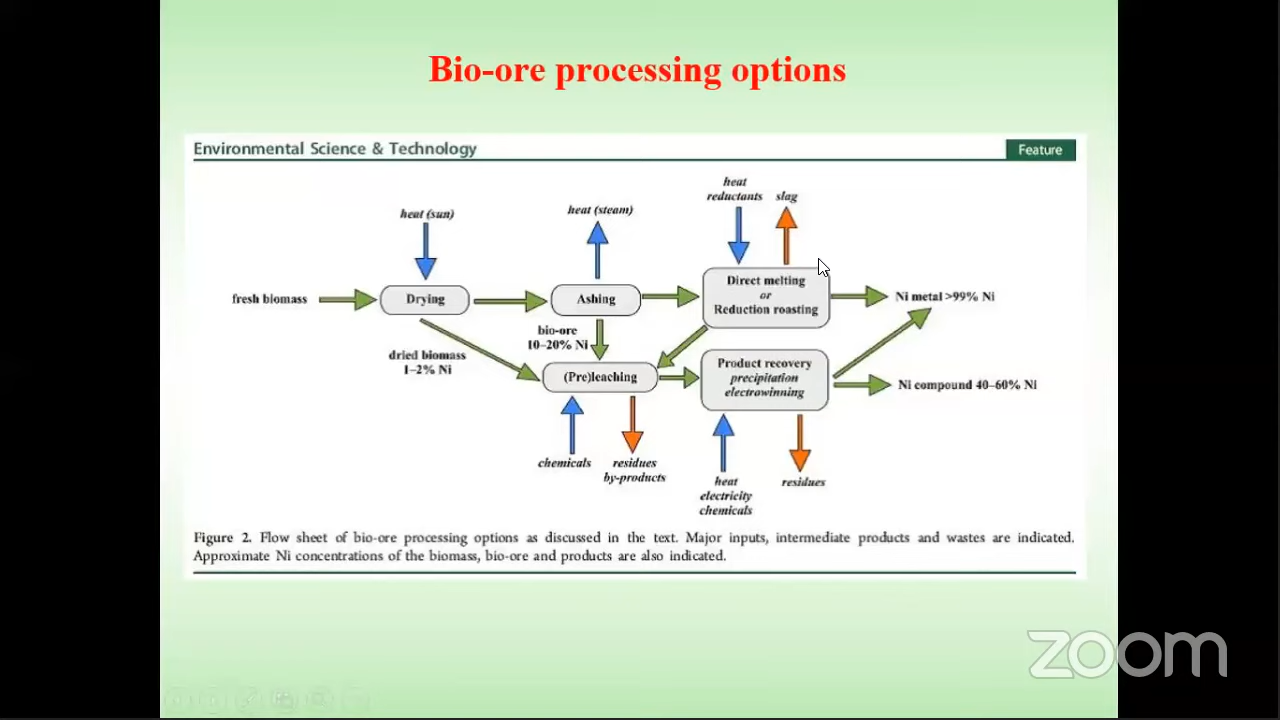 Bio-ore processing options
Environmental Science & Technology
Feature
heat
reductants
slag
heat (sun)
heat (steam)
fresh biomass
Drying
Ashing
Direct melting
or
Reduction roasting
Ni metal >99% Ni
bio-ore
10–20% Ni
dried biomass
1–2% Ni
(Pre)leaching
Product recovery
precipitation
electrowinning
Ni compound 40–60% Ni
chemicals
residues
by-products
heat
electricity
chemicals
residues
Figure 2. Flow sheet of bio-ore processing options as discussed in the text. Major inputs, intermediate products and wastes are indicated.
Approximate Ni concentrations of the biomass, bio-ore and products are also indicated.
zoom